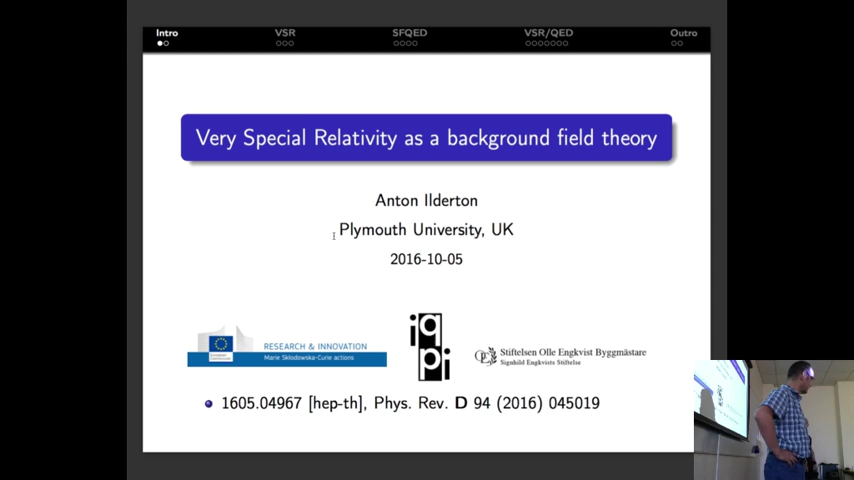 Intro
VSR
SFQED
VSR/QED
Outro
Very Special Relativity as a background field theory
Anton Ilderton
Plymouth University, UK
2016-10-05
RESEARCH & INNOVATION
Marie Skłodowska-Curie actions
iqpi
Stiftelsen Olle Engkvist Byggmästare
Signhild Engkvists Stiftelse
1605.04967 [hep-th], Phys. Rev. D 94 (2016) 045019